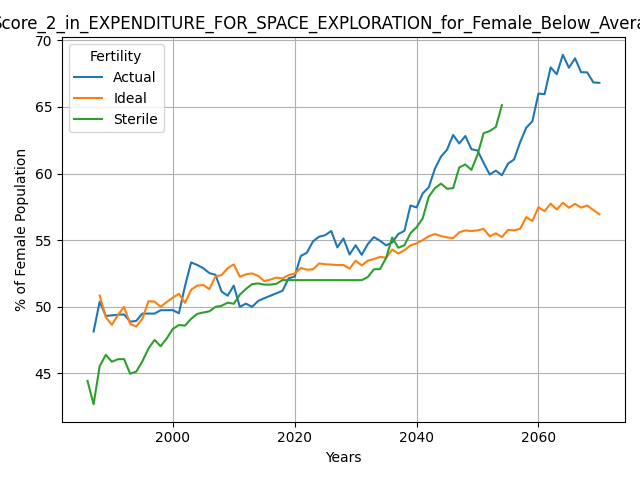 Score_2_in_EXPENDITURE_FOR_SPACE_EXPLORATION_for_Female_Below_Avera
Fertility
Actual
Ideal
Sterile
70
65
60
55
50
45
% of Female Population
2000 2020 2040 2060
Years